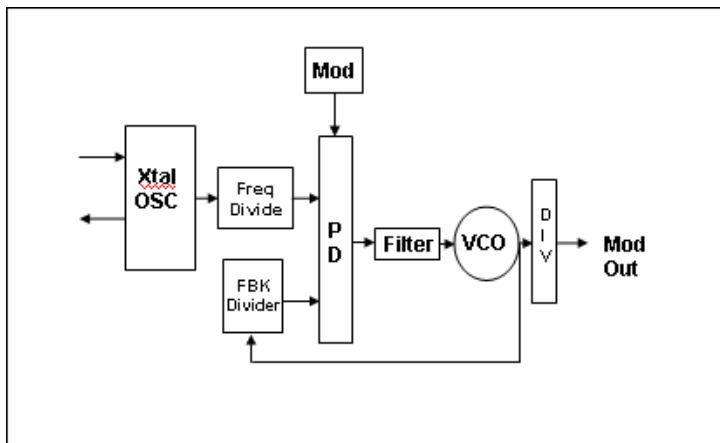 Mod
Xtal
OSC
Freq
Divide
P
D
Filter
VCO
D
I
V
Mod
Out
FBK
Divider